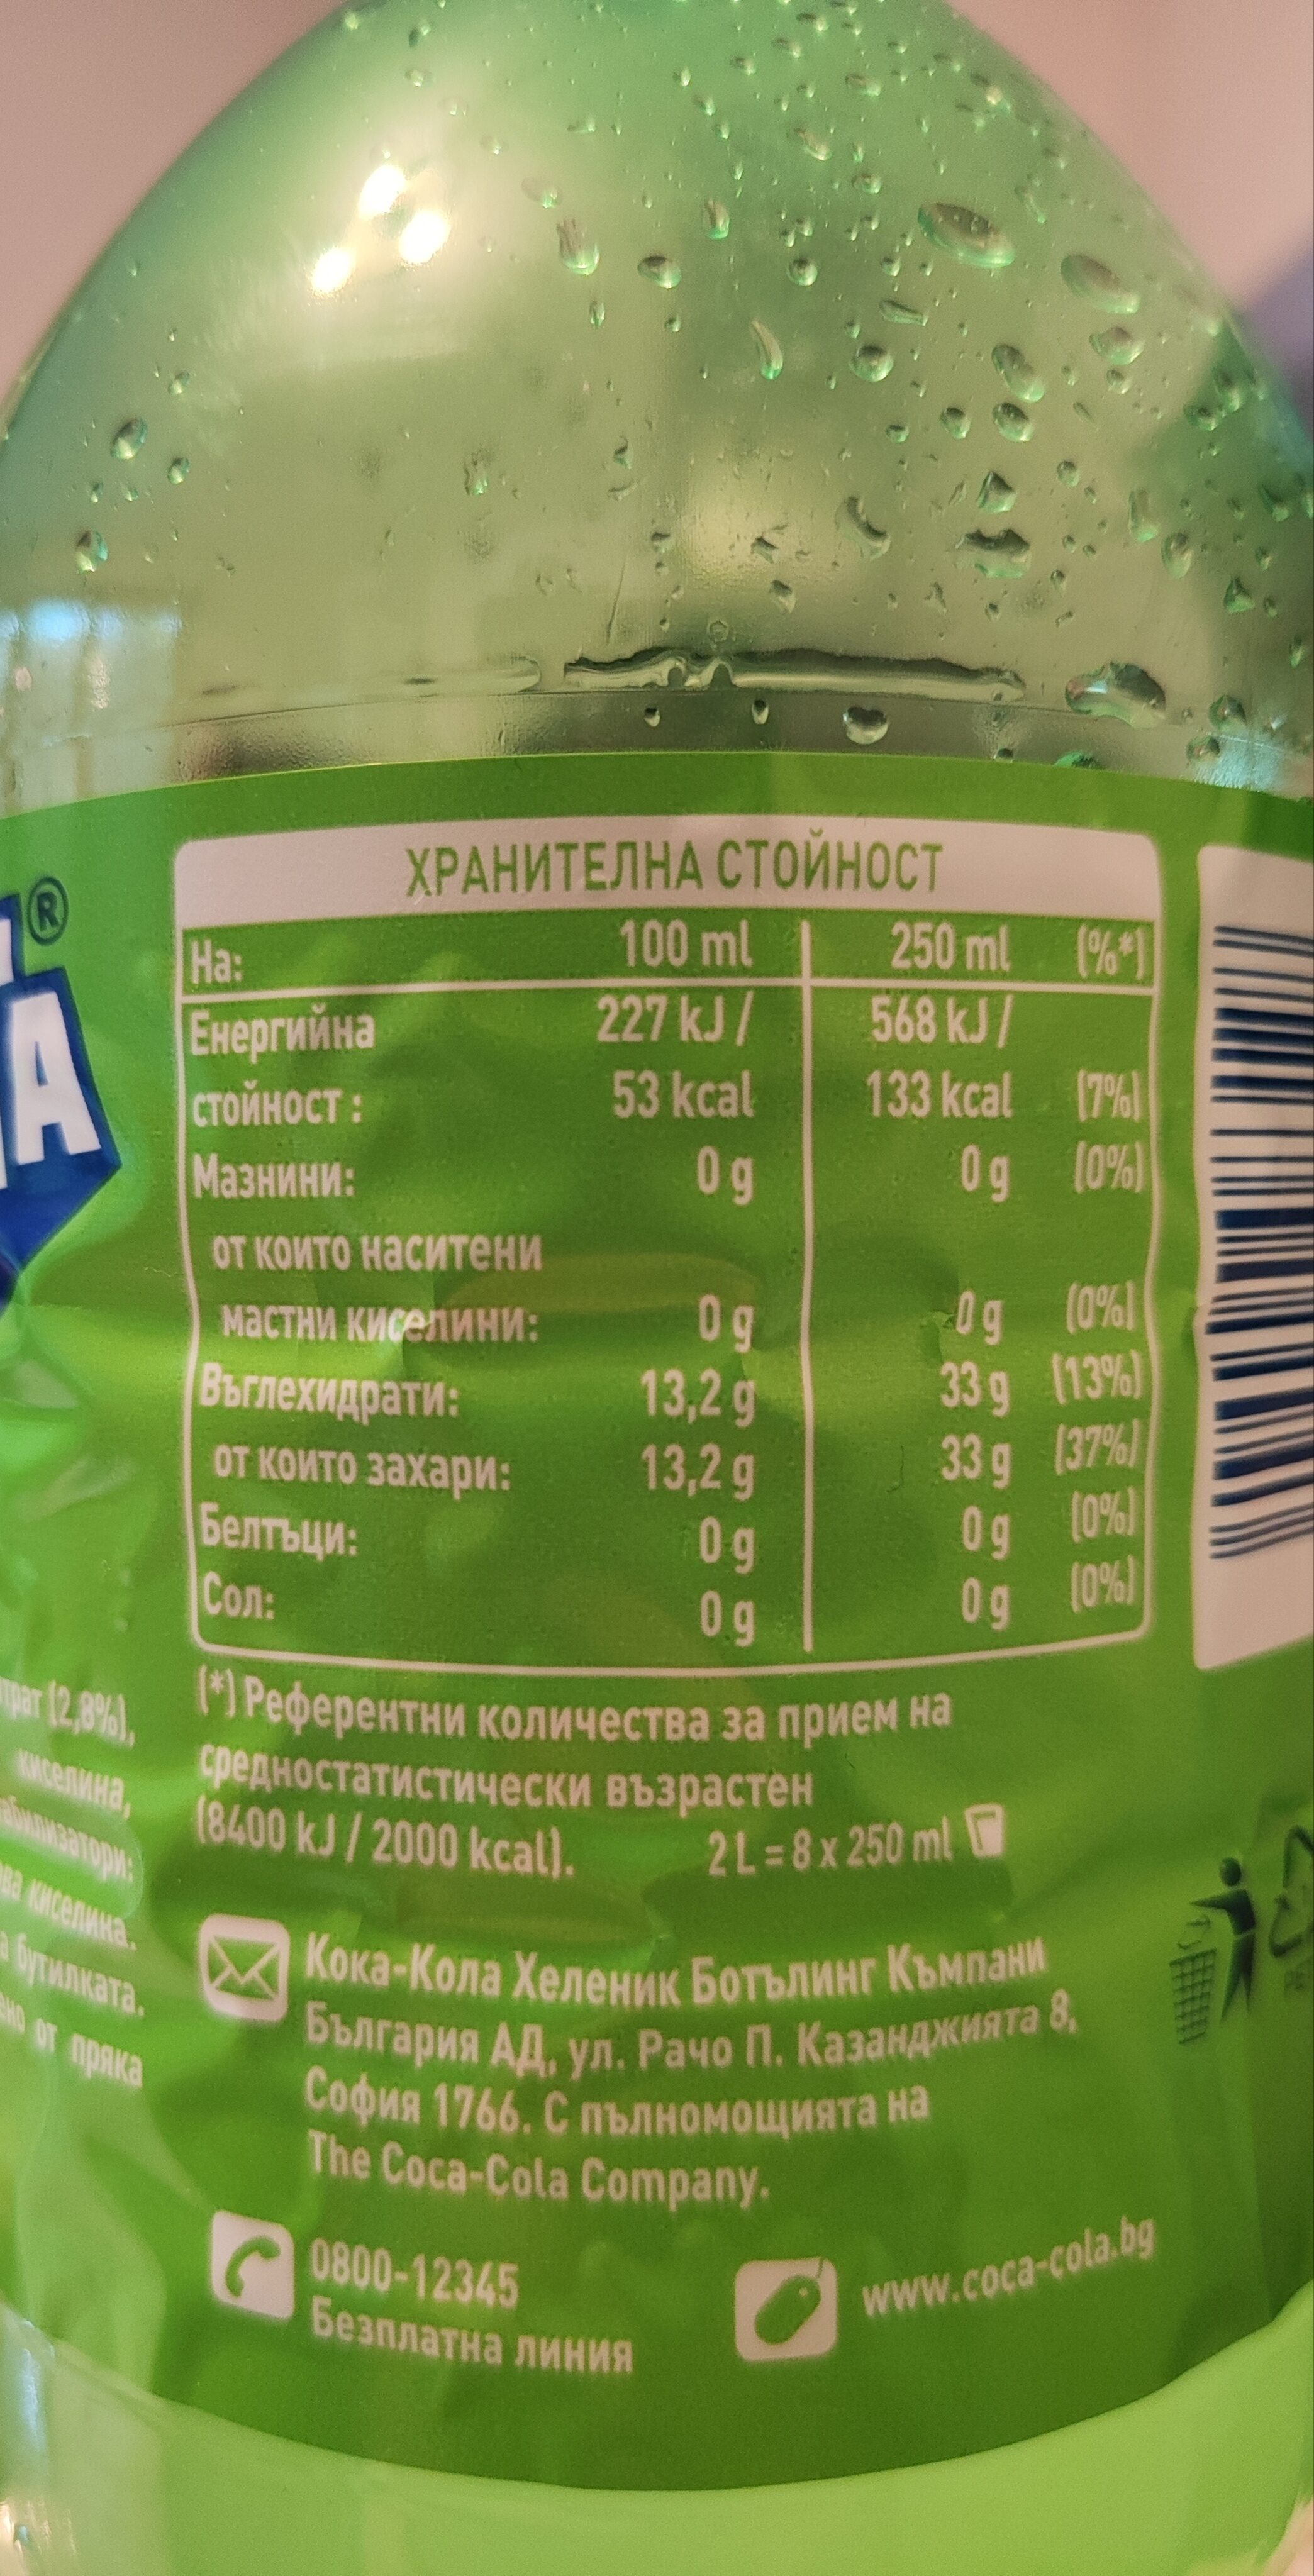 ®
A
ХРАНИТЕЛНА СТОЙНОСТ
На: 100 ml 250 ml (%*)
Енергийна 227 kJ / 568 kJ /
стойност : 53 kcal 133 kcal (7%)
Мазнини: 0 g 0 g (0%)
от които наситени
мастни киселини: 0 g 0 g (0%)
Въглехидрати: 13,2 g 33 g (13%)
от които захари: 13,2 g 33 g (37%)
Белтъци: 0 g 0 g (0%)
Сол: 0 g 0 g (0%)
(*) Референтни количества за прием на
средностатистически възрастен
(8400 kJ / 2000 kcal). 2 L = 8 x 250 ml
Кока-Кола Хеленик Ботълинг Къмпани
България АД, ул. Рачо П. Казанджията 8,
София 1766. С пълномощията на
The Coca-Cola Company.
0800-12345
Безплатна линия
www.coca-cola.bg
(2,8%),
киселина,
киселина.
бутилката.
от пряка